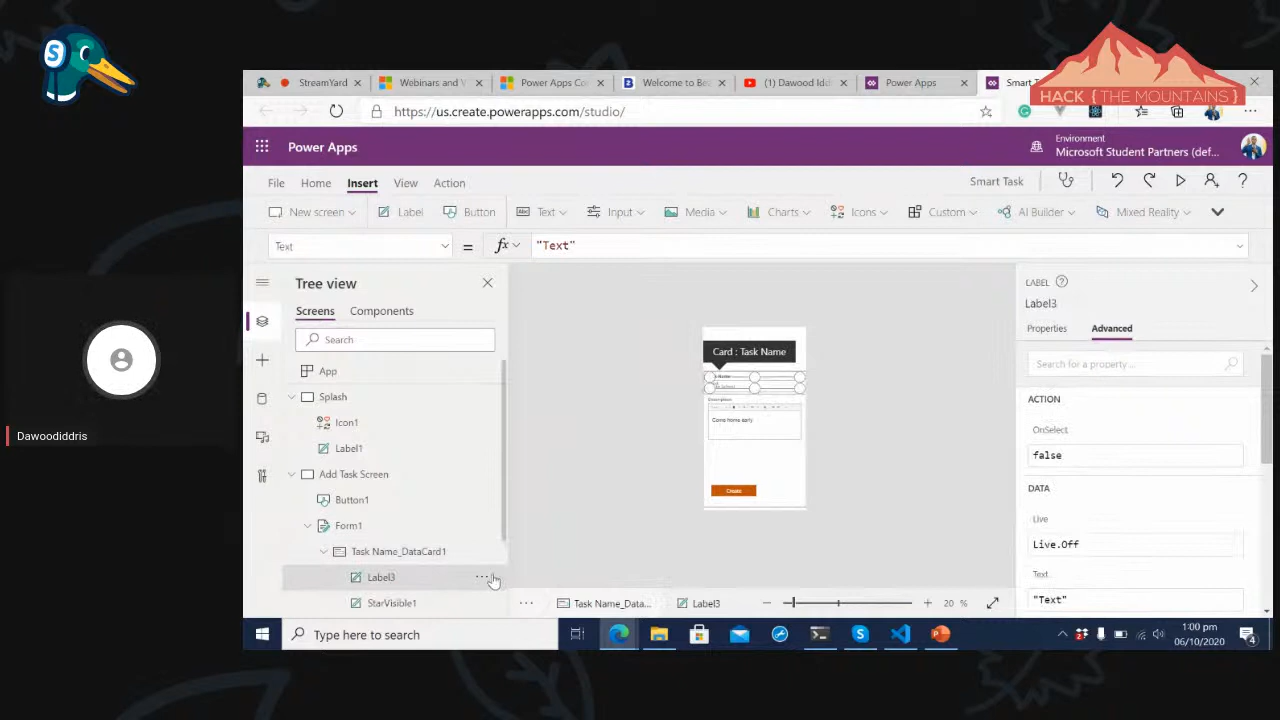 S
HACK { THE MOUNTAINS }
StreamYard
Webinars and V
Power Apps Co
Welcome to Be
(1) Dawood Idd
Power Apps
Smart T
https://us.create.powerapps.com/studio/
Power Apps
Environment
Microsoft Student Partners (def...
File
Home
Insert
View
Action
Smart Task
New screen
Label
Button
Text
Input
Media
Charts
Icons
Custom
AI Builder
Mixed Reality
Text
=
fx
"Text"
Tree view
Screens
Components
Search
App
Splash
Icon1
Label1
Add Task Screen
Button1
Form1
Task Name_DataCard1
Label3
StarVisible1
Card : Task Name
Description
Come home early
Create
LABEL
Label3
Properties
Advanced
Search for a property ...
ACTION
OnSelect
false
DATA
Live
Live.Off
Text
"Text"
Task Name_Data...
Label3
20 %
Dawoodiddris
Type here to search
1:00 pm
06/10/2020
4